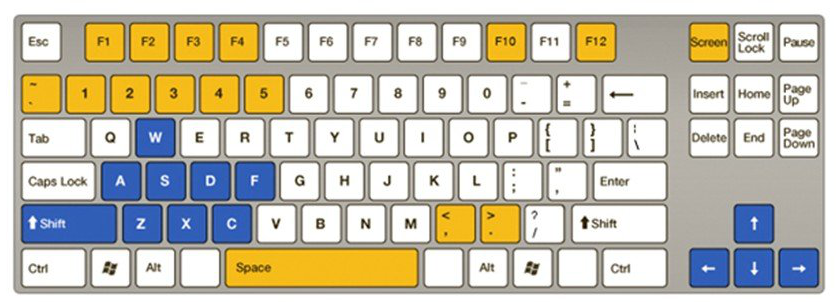 Esc F1 F2 F3 F4 F5 F6 F7 F8 F9 F10 F11 F12 Screen Scroll Lock Pause
~ ` 1 2 3 4 5 6 7 8 9 0 _ - + = ← Insert Home Page Up
Tab Q W E R T Y U I O P { [ } ] ¦ \ Delete End Page Down
Caps Lock A S D F G H J K L : ; " , Enter
⬆ Shift Z X C V B N M < , > . ? / ⬆ Shift ↑
Ctrl Alt Space Alt Ctrl ← ↓ →